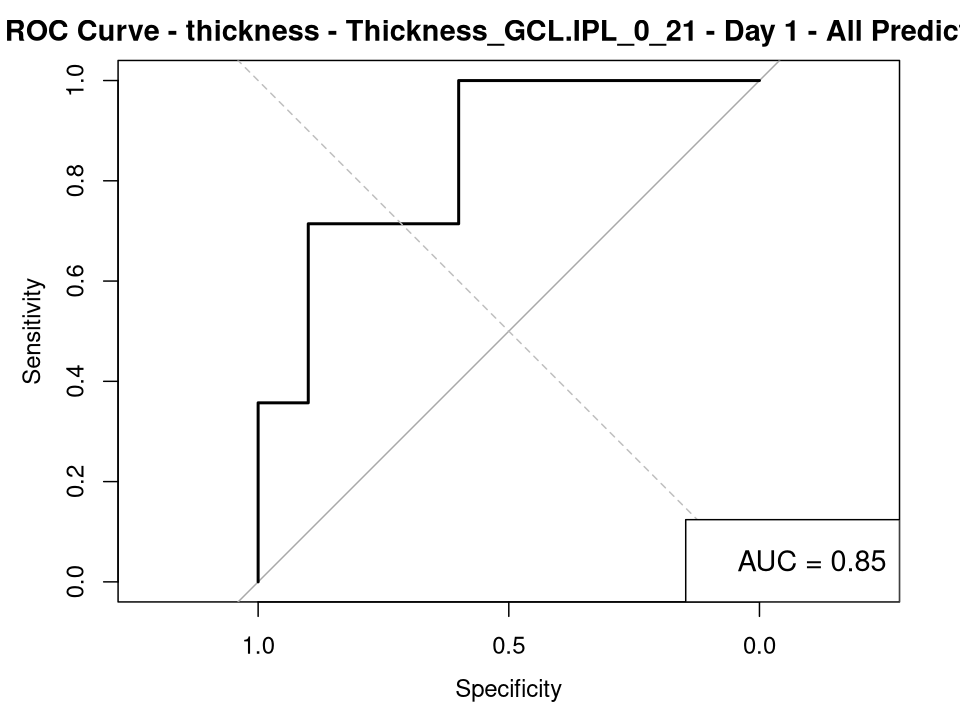 ROC Curve - thickness - Thickness_GCL.IPL_0_21 - Day 1 - All Predic
1.0
0.8
0.6
0.4
0.2
0.0
Sensitivity
AUC = 0.85
1.0 0.5 0.0
Specificity